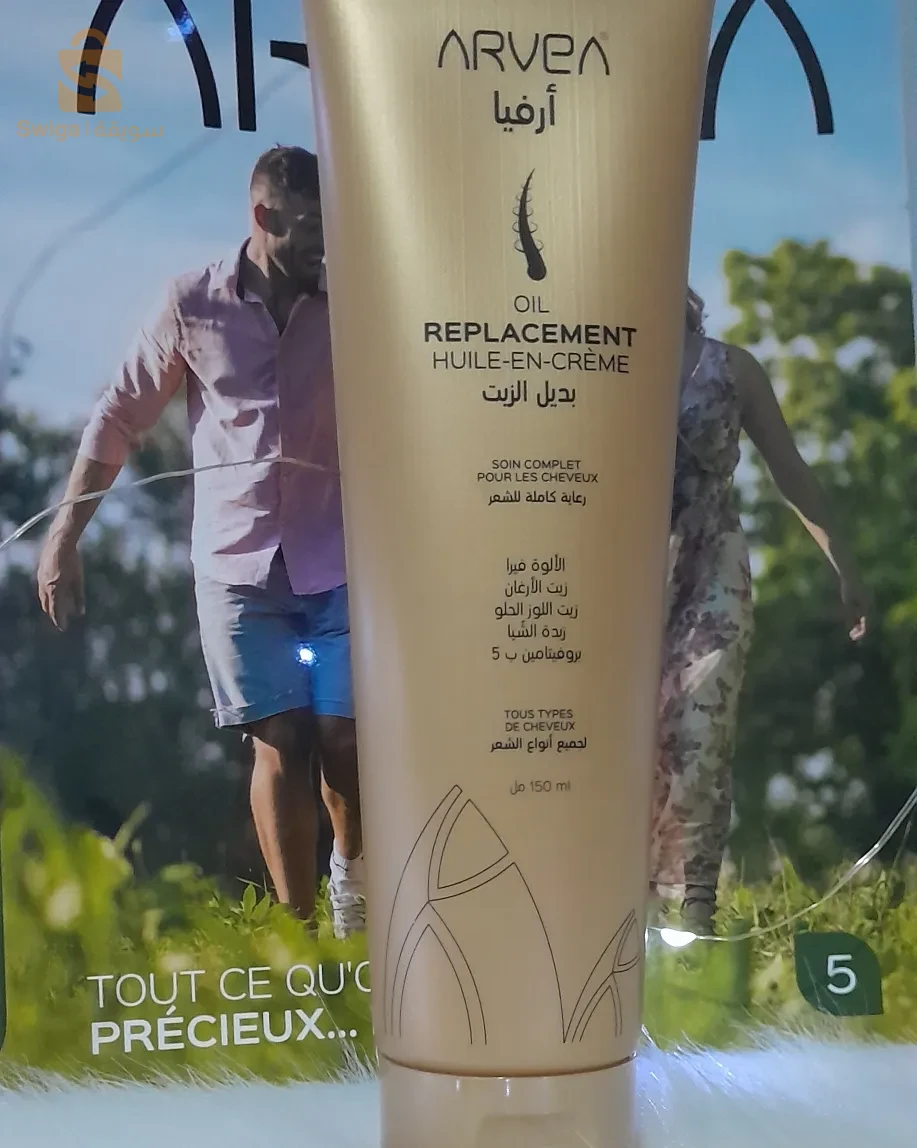 ARVEA
أرفيا
OIL
REPLACEMENT
HUILE-EN-CRÈME
بديل الزيت
SOIN COMPLET
POUR LES CHEVEUX
رعاية كاملة للشعر
الألوة فيرا
زيت الأرغان
زيت اللوز الحلو
زبدة الشّيا
بروفيتامين ب 5
TOUS TYPES
DE CHEVEUX
لجميع أنواع الشعر
150 ml مل
TOUT CE QU'O
PRÉCIEUX...
5